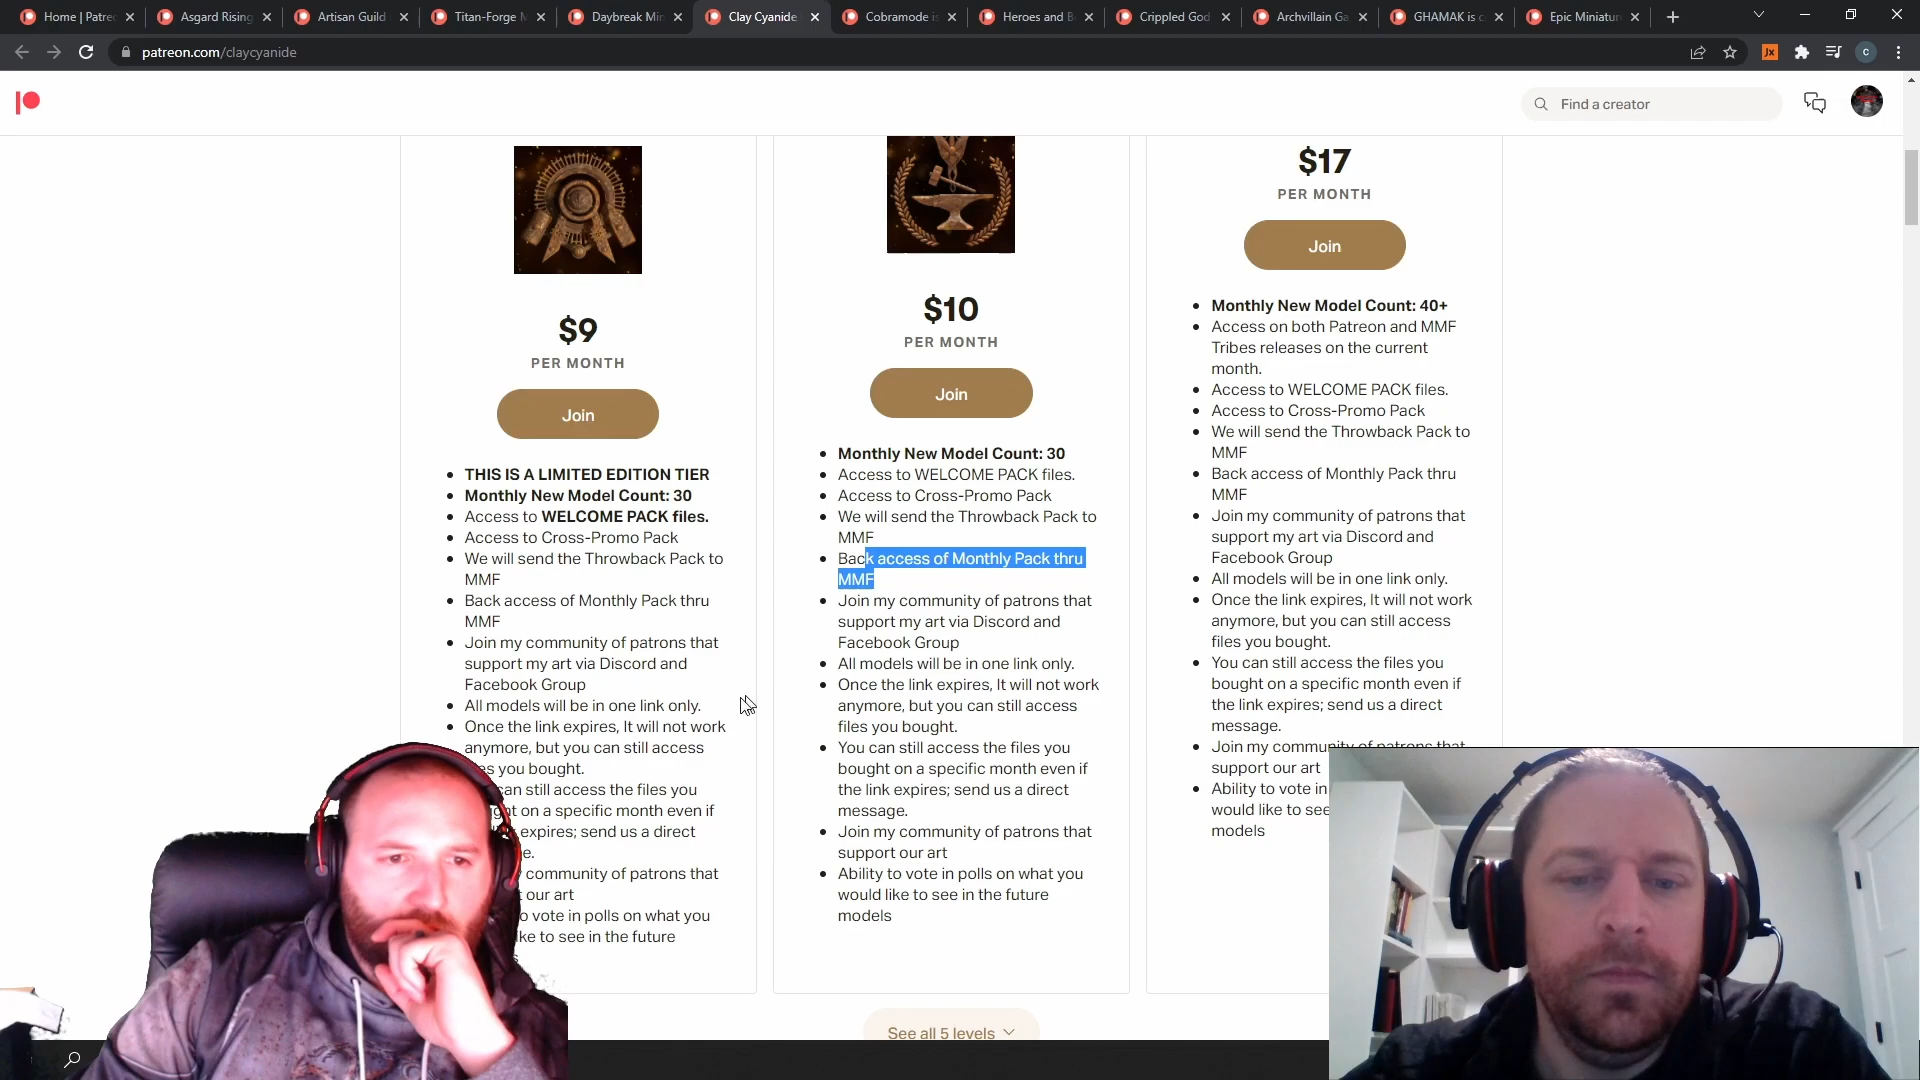 Home | Patre
Asgard Rising
Artisan Guild
Titan-Forge M
Daybreak Min
Clay Cyanide
Cobramode is
Heroes and B
Crippled God
Archvillain Ga
GHAMAK is c
Epic Miniatur
patreon.com/claycyanide
Jx
C
Find a creator
$9
PER MONTH
Join
THIS IS A LIMITED EDITION TIER
Monthly New Model Count: 30
Access to WELCOME PACK files.
Access to Cross-Promo Pack
We will send the Throwback Pack to
MMF
Back access of Monthly Pack thru
MMF
Join my community of patrons that
support my art via Discord and
Facebook Group
All models will be in one link only.
Once the link expires, It will not work
anymore, but you can still access
you bought.
can still access the files you
on a specific month even if
expires; send us a direct
community of patrons that
our art
vote in polls on what you
to see in the future
$10
PER MONTH
Join
Monthly New Model Count: 30
Access to WELCOME PACK files.
Access to Cross-Promo Pack
We will send the Throwback Pack to
MMF
Back access of Monthly Pack thru
MMF
Join my community of patrons that
support my art via Discord and
Facebook Group
All models will be in one link only.
Once the link expires, It will not work
anymore, but you can still access
files you bought.
You can still access the files you
bought on a specific month even if
the link expires; send us a direct
message.
Join my community of patrons that
support our art
Ability to vote in polls on what you
would like to see in the future
models
$17
PER MONTH
Join
Monthly New Model Count: 40+
Access on both Patreon and MMF
Tribes releases on the current
month.
Access to WELCOME PACK files.
Access to Cross-Promo Pack
We will send the Throwback Pack to
MMF
Back access of Monthly Pack thru
MMF
Join my community of patrons that
support my art via Discord and
Facebook Group
All models will be in one link only.
Once the link expires, It will not work
anymore, but you can still access
files you bought.
You can still access the files you
bought on a specific month even if
the link expires; send us a direct
message.
Join my community of patrons that
support our art
Ability to vote in
would like to see
models
See all 5 levels